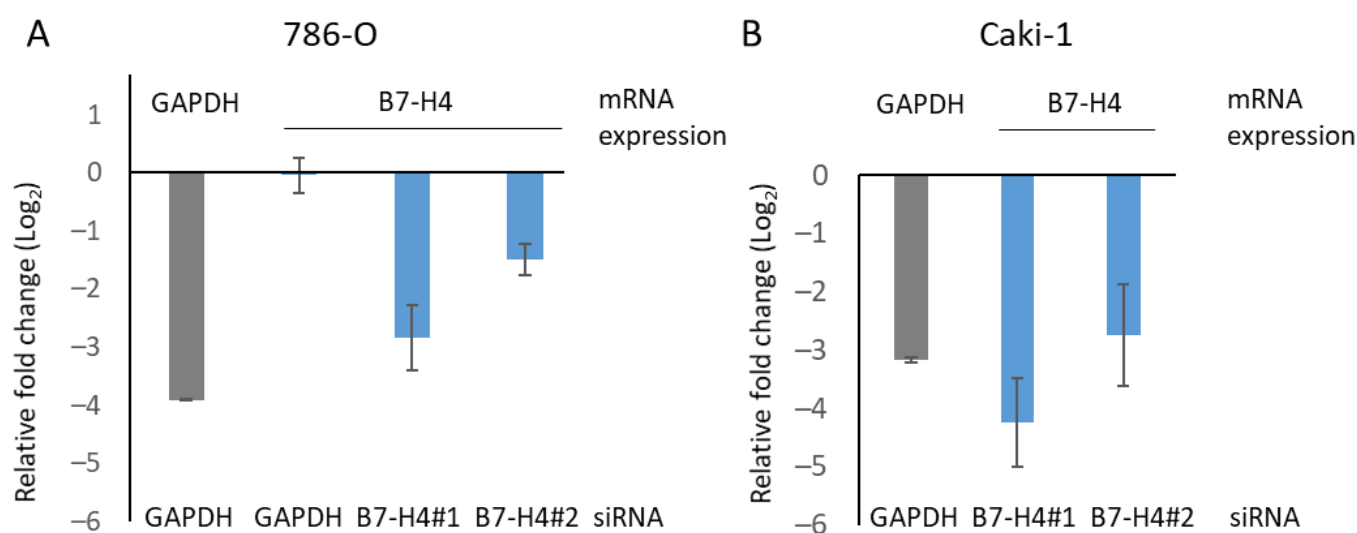 A 786-O
GAPDH B7-H4 mRNA
expression
Relative fold change (Log₂)
1
0
–1
–2
–3
–4
–5
–6
GAPDH GAPDH B7-H4#1 B7-H4#2 siRNA
B Caki-1
GAPDH B7-H4 mRNA
expression
Relative fold change (Log₂)
0
–1
–2
–3
–4
–5
–6
GAPDH B7-H4#1 B7-H4#2 siRNA